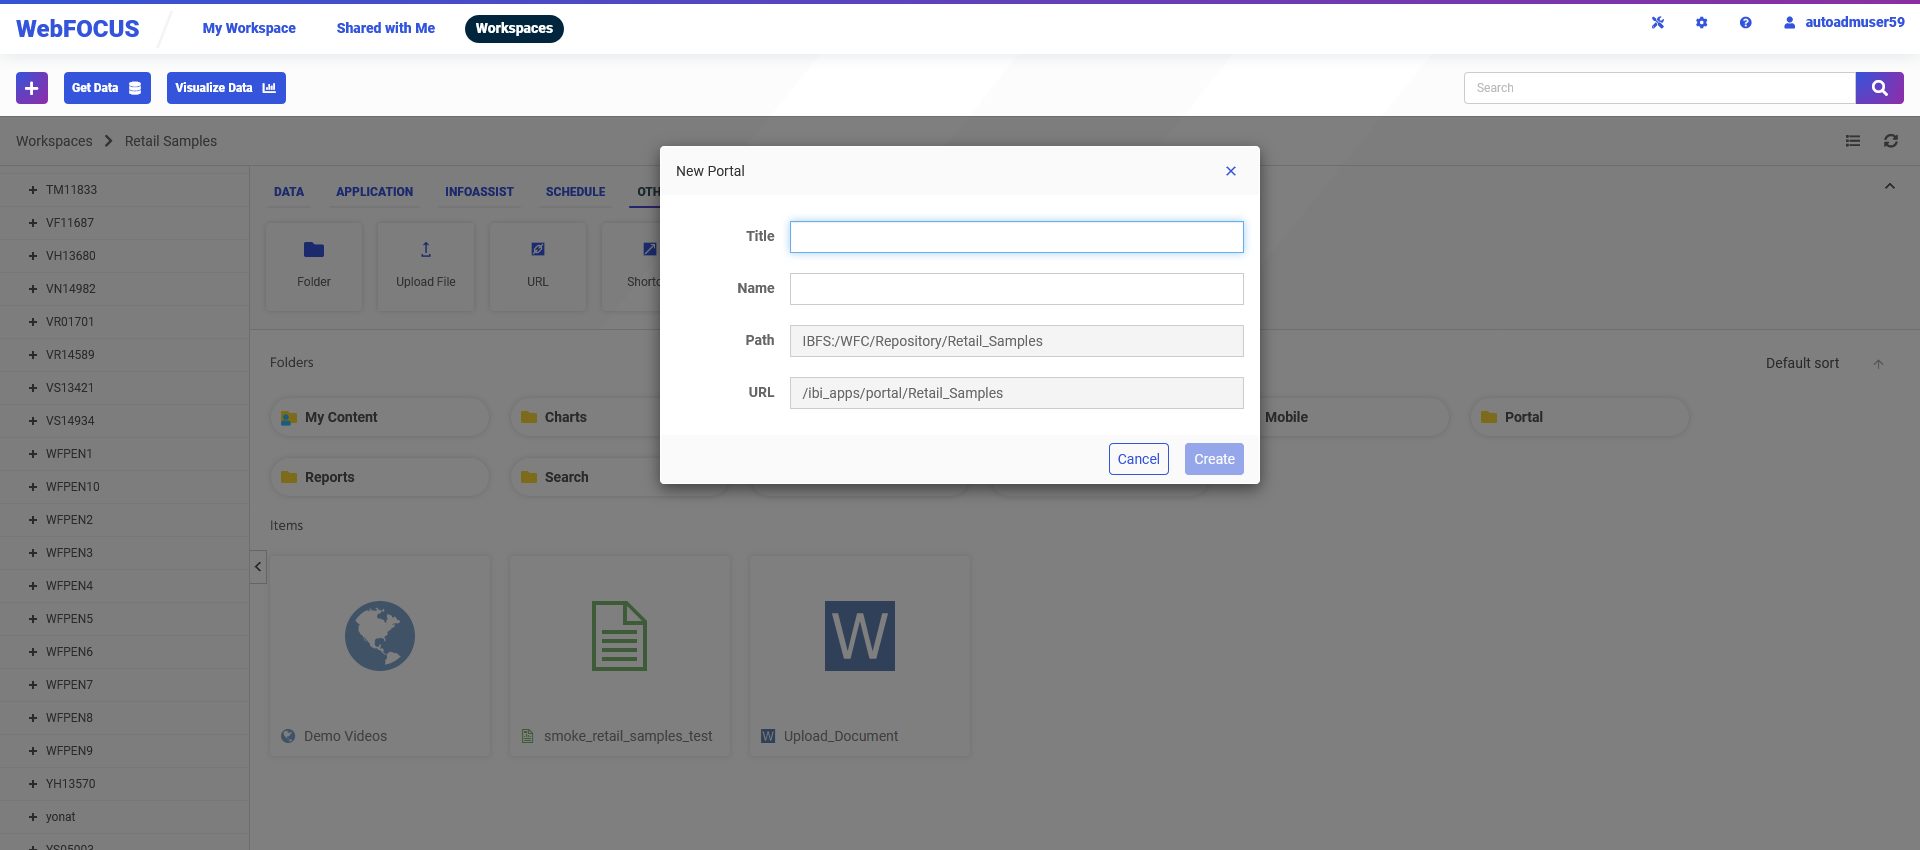 WebFOCUS
My Workspace
Shared with Me
Workspaces
autoadmuser59
Get Data
Visualize Data
Search
Workspaces
Retail Samples
TM11833
VF11687
VH13680
VN14982
VR01701
VR14589
VS13421
VS14934
WFPEN1
WFPEN10
WFPEN2
WFPEN3
WFPEN4
WFPEN5
WFPEN6
WFPEN7
WFPEN8
WFPEN9
YH13570
yonat
DATA
APPLICATION
INFOASSIST
SCHEDULE
OTH
Folder
Upload File
URL
Shortc
Folders
Default sort
My Content
Charts
Mobile
Portal
Reports
Search
Items
Demo Videos
smoke_retail_samples_test
W
Upload_Document
New Portal
Title
Name
Path
IBFS:/WFC/Repository/Retail_Samples
URL
/ibi_apps/portal/Retail_Samples
Cancel
Create